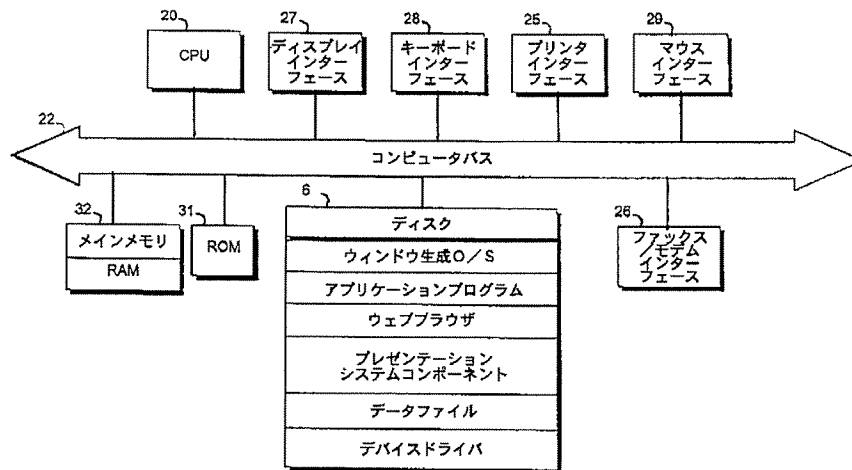 20
CPU
27
ディスプレイ
インター
フェース
28
キーボード
インター
フェース
25
プリンタ
インター
フェース
29
マウス
インター
フェース
22
コンピュータバス
32
メインメモリ
RAM
31
ROM
6
ディスク
ウィンドウ生成O/S
アプリケーションプログラム
ウェブブラウザ
プレゼンテーション
システムコンポーネント
データファイル
デバイスドライバ
26
ファックス
/モデム
インター
フェース